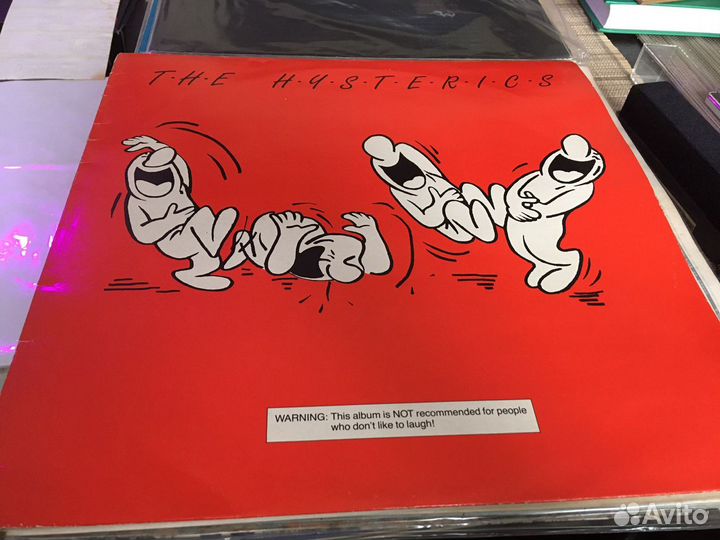 T·H·E H·Y·S·T·E·R·I·C·S
WARNING: This album is NOT recommended for people
who don't like to laugh!
Avito